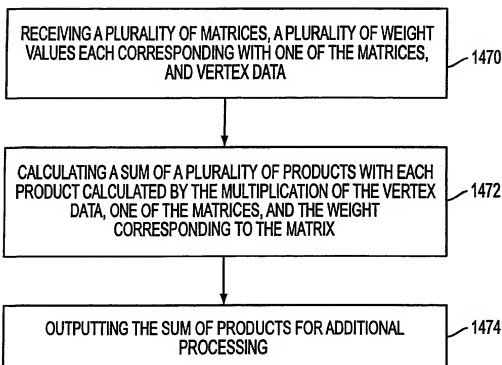 RECEIVING A PLURALITY OF MATRICES, A PLURALITY OF WEIGHT
VALUES EACH CORRESPONDING WITH ONE OF THE MATRICES,
AND VERTEX DATA
1470
CALCULATING A SUM OF A PLURALITY OF PRODUCTS WITH EACH
PRODUCT CALCULATED BY THE MULTIPLICATION OF THE VERTEX
DATA, ONE OF THE MATRICES, AND THE WEIGHT
CORRESPONDING TO THE MATRIX
1472
OUTPUTTING THE SUM OF PRODUCTS FOR ADDITIONAL
PROCESSING
1474